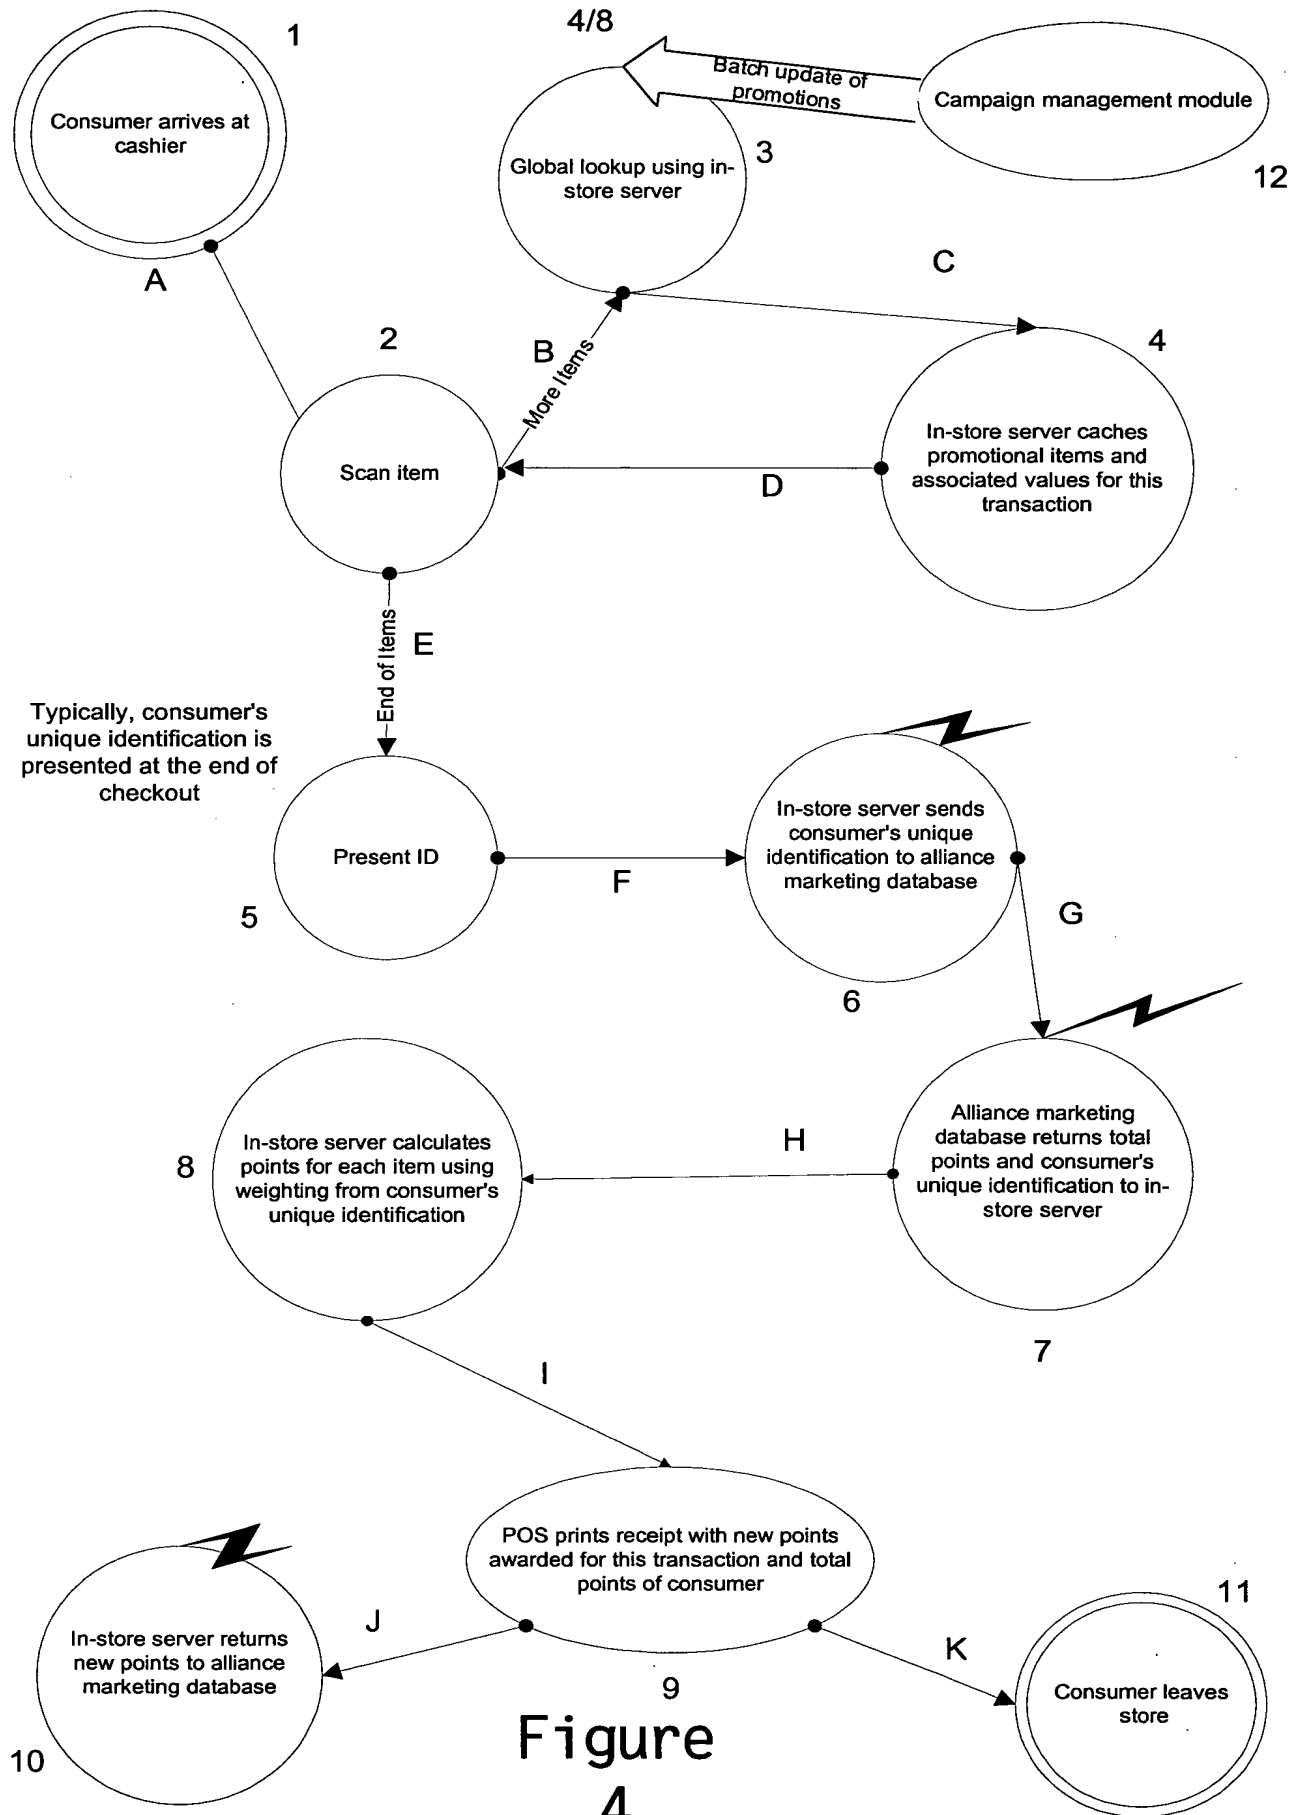 4/8
1
Batch update of
promotions
Campaign management module
12
Consumer arrives at
cashier
3
Global lookup using in-
store server
A
C
2
B
More Items
4
In-store server caches
promotional items and
associated values for this
transaction
Scan item
D
End of Items
E
Typically, consumer's
unique identification is
presented at the end of
checkout
In-store server sends
consumer's unique
identification to alliance
marketing database
Present ID
F
5
G
6
Alliance marketing
database returns total
points and consumer's
unique identification to in-
store server
H
8
In-store server calculates
points for each item using
weighting from consumer's
unique identification
7
I
POS prints receipt with new points
awarded for this transaction and total
points of consumer
11
J
K
In-store server returns
new points to alliance
marketing database
9
Consumer leaves
store
10
Figure
4